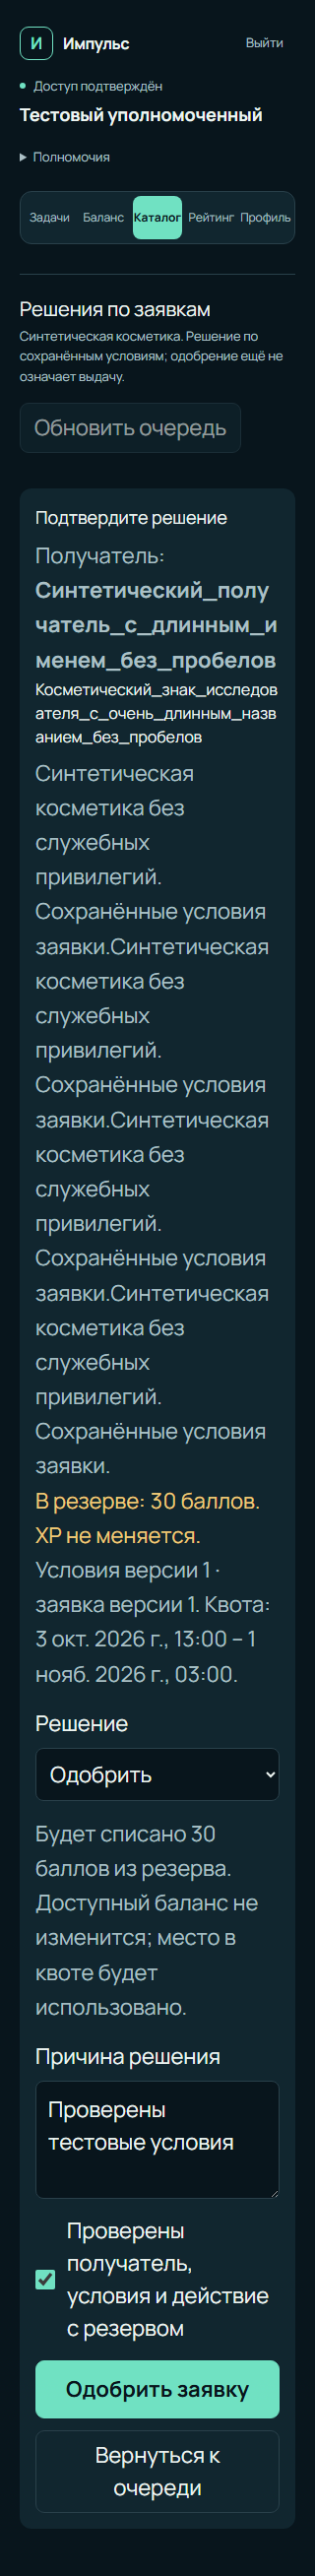 И Импульс Выйти
Доступ подтверждён
Тестовый уполномоченный
Полномочия
Задачи Баланс Каталог Рейтинг Профиль
Решения по заявкам
Синтетическая косметика. Решение по
сохранённым условиям; одобрение ещё не
означает выдачу.
Обновить очередь
Подтвердите решение
Получатель:
Синтетический_полу
чатель_с_длинным_и
менем_без_пробелов
Косметический_знак_исследов
ателя_с_очень_длинным_назв
анием_без_пробелов
Синтетическая
косметика без
служебных
привилегий.
Сохранённые условия
заявки.Синтетическая
косметика без
служебных
привилегий.
Сохранённые условия
заявки.Синтетическая
косметика без
служебных
привилегий.
Сохранённые условия
заявки.Синтетическая
косметика без
служебных
привилегий.
Сохранённые условия
заявки.
В резерве: 30 баллов.
XP не меняется.
Условия версии 1 ·
заявка версии 1. Квота:
3 окт. 2026 г., 13:00 – 1
нояб. 2026 г., 03:00.
Решение
Одобрить
Будет списано 30
баллов из резерва.
Доступный баланс не
изменится; место в
квоте будет
использовано.
Причина решения
Проверены
тестовые условия
Проверены
получатель,
условия и действие
с резервом
Одобрить заявку
Вернуться к
очереди